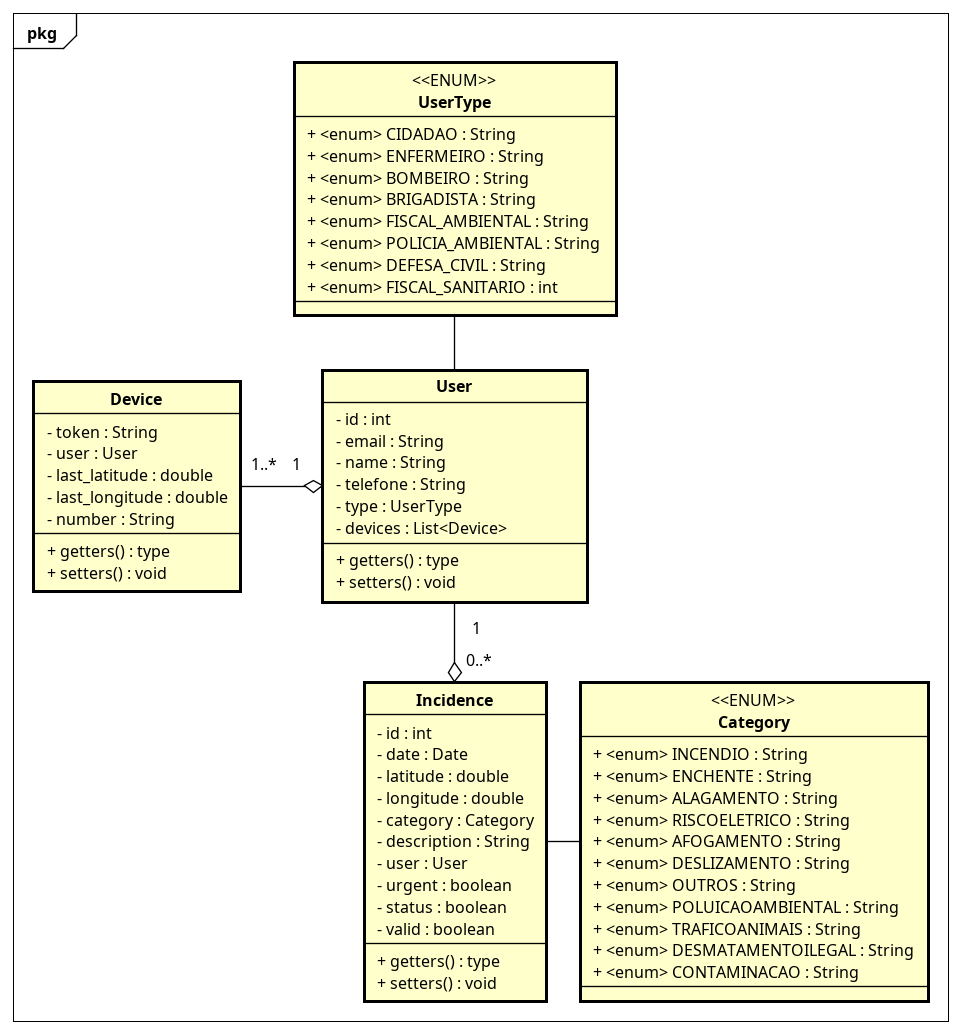 pkg
<<ENUM>>
UserType
+ <enum> CIDADAO : String
+ <enum> ENFERMEIRO : String
+ <enum> BOMBEIRO : String
+ <enum> BRIGADISTA : String
+ <enum> FISCAL_AMBIENTAL : String
+ <enum> POLICIA_AMBIENTAL : String
+ <enum> DEFESA_CIVIL : String
+ <enum> FISCAL_SANITARIO : int
Device
- token : String
- user : User
- last_latitude : double
- last_longitude : double
- number : String
+ getters() : type
+ setters() : void
1..* 1
User
- id : int
- email : String
- name : String
- telefone : String
- type : UserType
- devices : List<Device>
+ getters() : type
+ setters() : void
1
0..*
Incidence
- id : int
- date : Date
- latitude : double
- longitude : double
- category : Category
- description : String
- user : User
- urgent : boolean
- status : boolean
- valid : boolean
+ getters() : type
+ setters() : void
<<ENUM>>
Category
+ <enum> INCENDIO : String
+ <enum> ENCHENTE : String
+ <enum> ALAGAMENTO : String
+ <enum> RISCOELETRICO : String
+ <enum> AFOGAMENTO : String
+ <enum> DESLIZAMENTO : String
+ <enum> OUTROS : String
+ <enum> POLUICAOAMBIENTAL : String
+ <enum> TRAFICOANIMAIS : String
+ <enum> DESMATAMENTOILEGAL : String
+ <enum> CONTAMINACAO : String